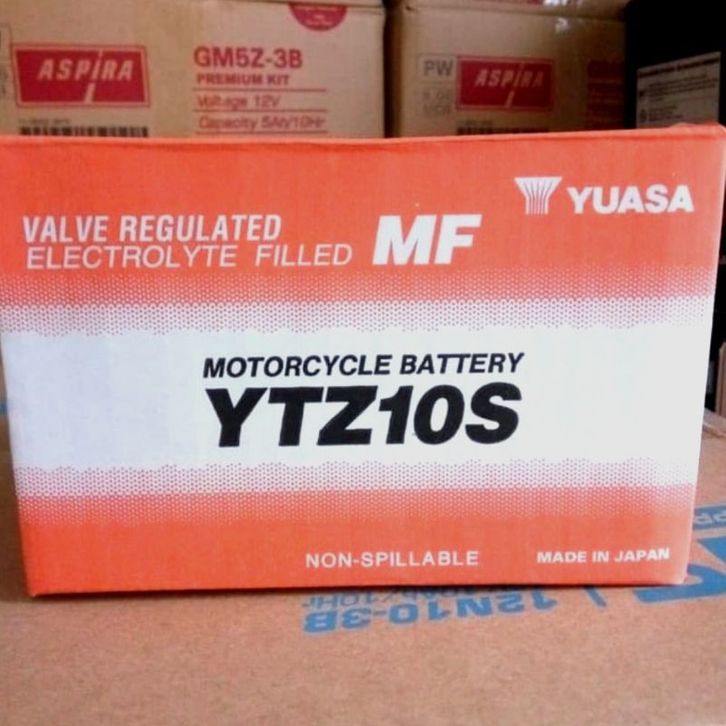 ASPIRA
GM5Z-3B
PREMIUM KIT
Voltage 12V
Capacity 5Ah/10Hr
PW
ASPIRA
YUASA
VALVE REGULATED
ELECTROLYTE FILLED
MF
MOTORCYCLE BATTERY
YTZ10S
NON-SPILLABLE
MADE IN JAPAN
12N10-3B